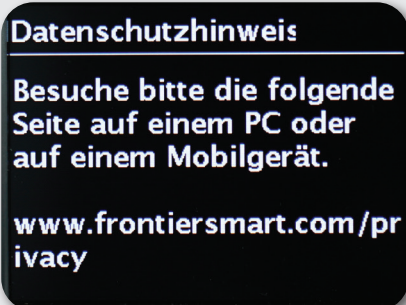 Datenschutzhinweis
Besuche bitte die folgende
Seite auf einem PC oder
auf einem Mobilgerät.
www.frontiersmart.com/pr
ivacy